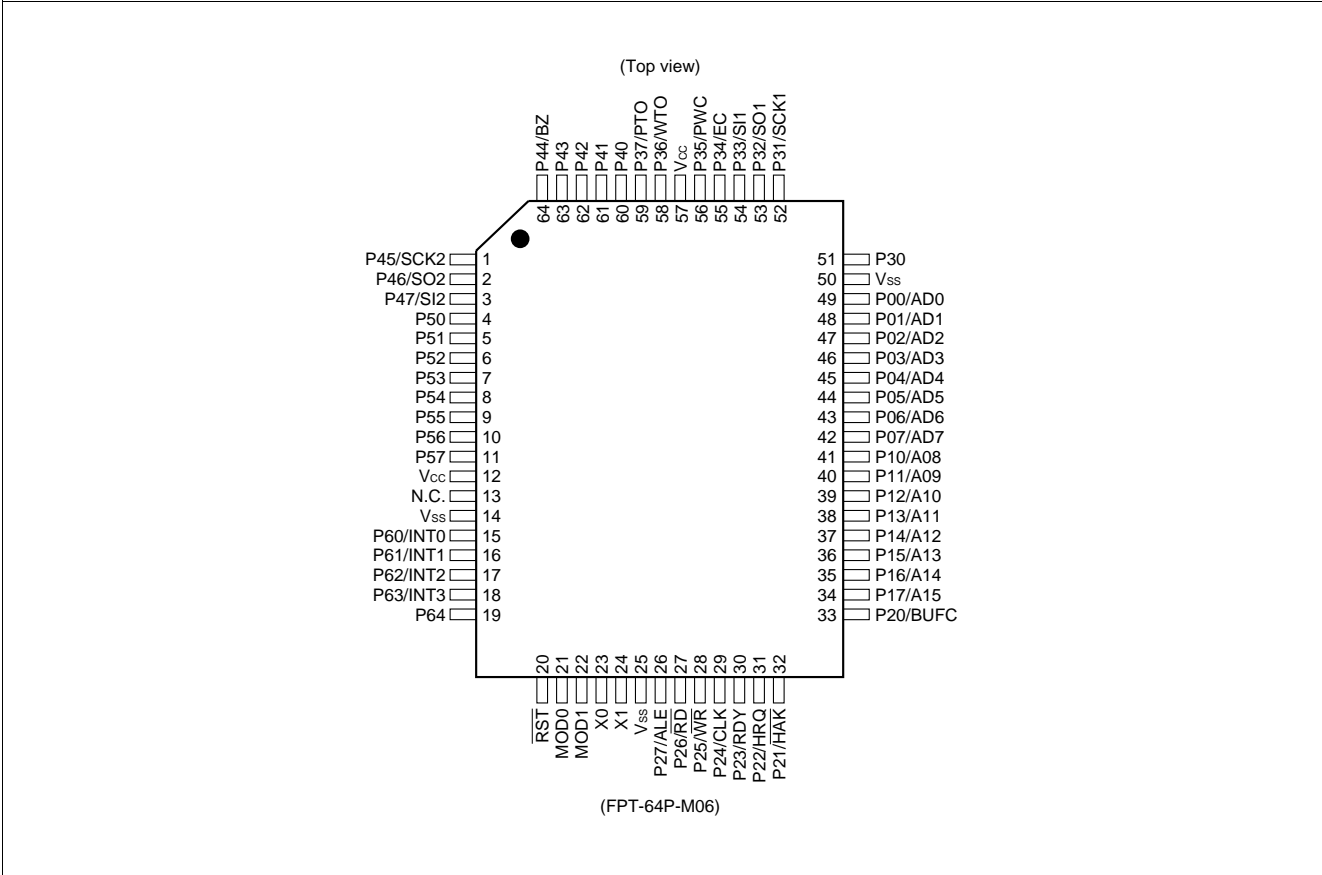 (Top view)
P44/BZ
P43
P42
P41
P40
P37/PTO
P36/WTO
Vcc
P35/PWC
P34/EC
P33/SI1
P32/SO1
P31/SCK1
64
63
62
61
60
59
58
57
56
55
54
53
52
P45/SCK2 1
P46/SO2 2
P47/SI2 3
P50 4
P51 5
P52 6
P53 7
P54 8
P55 9
P56 10
P57 11
Vcc 12
N.C. 13
Vss 14
P60/INT0 15
P61/INT1 16
P62/INT2 17
P63/INT3 18
P64 19
51 P30
50 Vss
49 P00/AD0
48 P01/AD1
47 P02/AD2
46 P03/AD3
45 P04/AD4
44 P05/AD5
43 P06/AD6
42 P07/AD7
41 P10/A08
40 P11/A09
39 P12/A10
38 P13/A11
37 P14/A12
36 P15/A13
35 P16/A14
34 P17/A15
33 P20/BUFC
20
21
22
23
24
25
26
27
28
29
30
31
32
RST
MOD0
MOD1
X0
X1
Vss
P27/ALE
P26/RD
P25/WR
P24/CLK
P23/RDY
P22/HRQ
P21/HAK
(FPT-64P-M06)